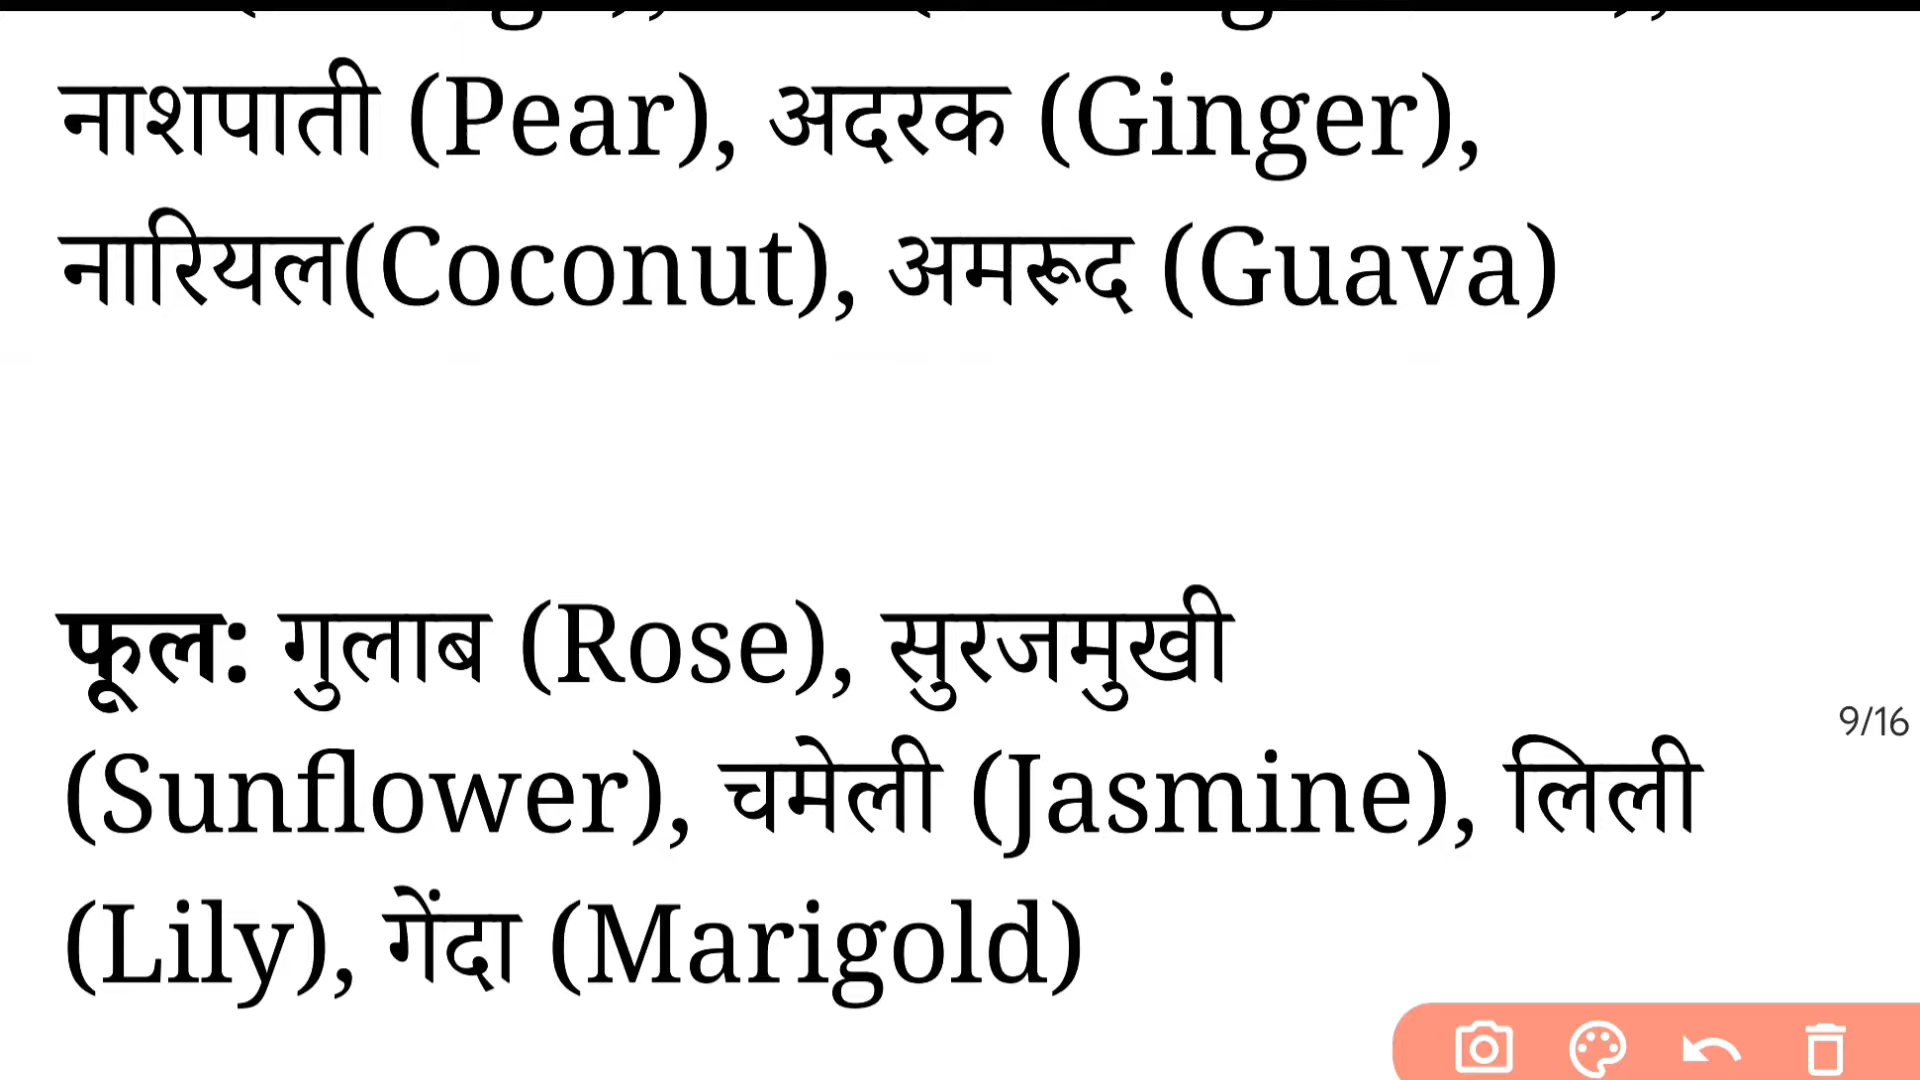 नाशपाती (Pear), अदरक (Ginger),
नारियल(Coconut), अमरूद (Guava)
फूल: गुलाब (Rose), सुरजमुखी
9/16
(Sunflower), चमेली (Jasmine), लिली
(Lily), गेंदा (Marigold)